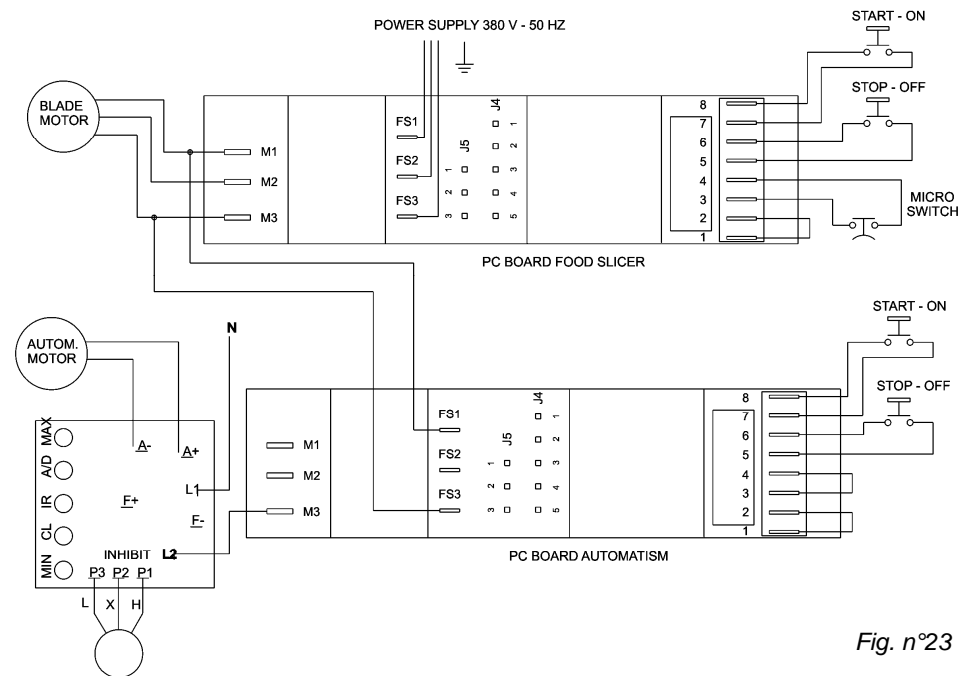 POWER SUPPLY 380 V - 50 HZ
START - ON
BLADE
MOTOR
M1
M2
M3
FS1
FS2
FS3
J5
1
2
3
J4
1
2
3
4
5
8
7
6
5
4
3
2
1
STOP - OFF
MICRO
SWITCH
PC BOARD FOOD SLICER
START - ON
N
AUTOM.
MOTOR
MAX
A/D
IR
CL
MIN
A-
A+
F+
L1
F-
INHIBIT
L2
P3 P2 P1
L X H
M1
M2
M3
FS1
FS2
FS3
J5
1
2
3
J4
1
2
3
4
5
8
7
6
5
4
3
2
1
STOP - OFF
PC BOARD AUTOMATISM
Fig. n°23